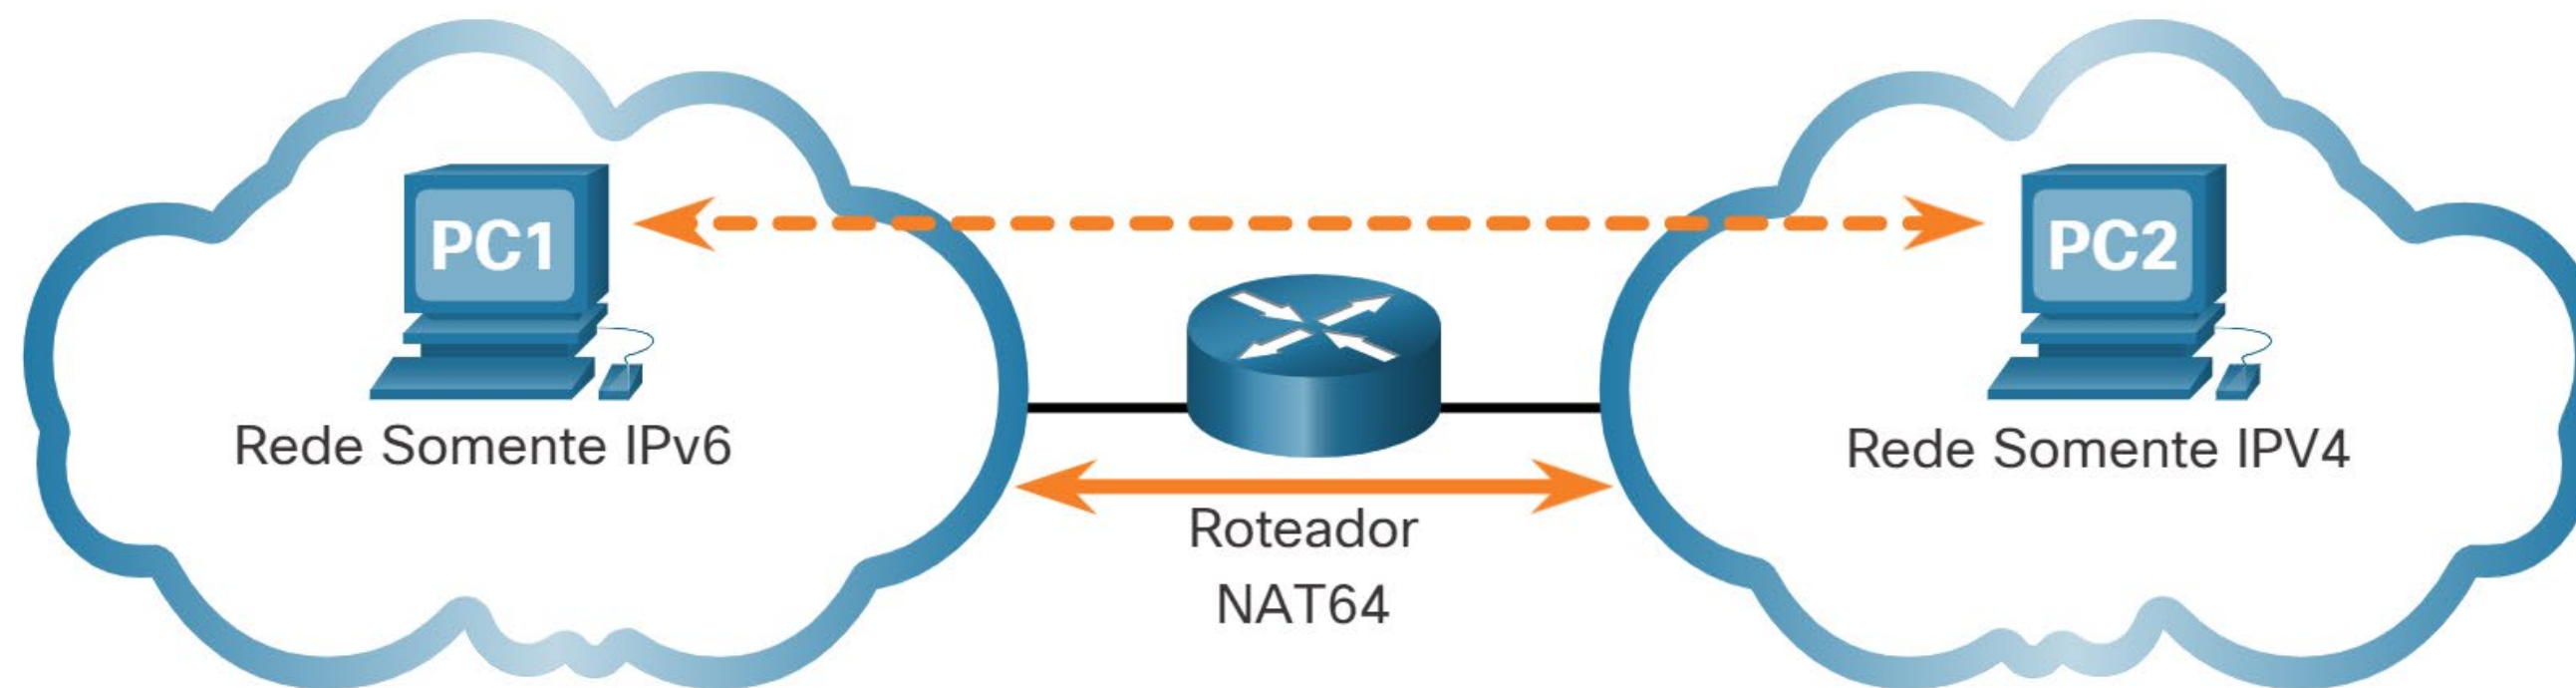 PC1
PC2
Rede Somente IPv6
Rede Somente IPV4
Roteador
NAT64